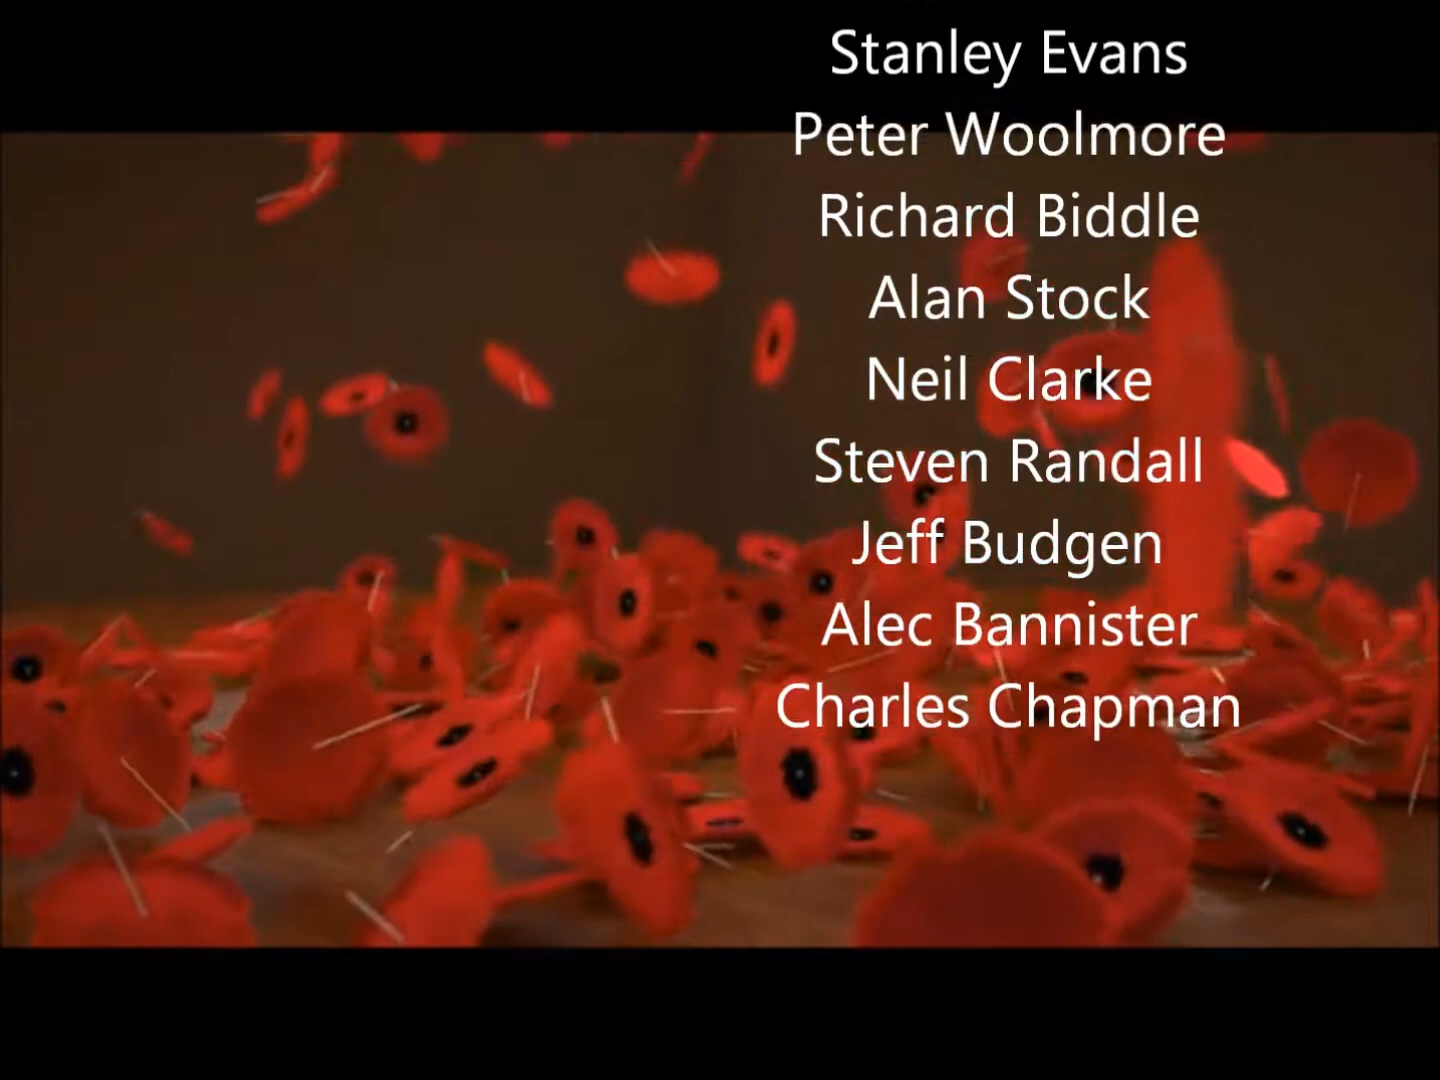 Stanley Evans
Peter Woolmore
Richard Biddle
Alan Stock
Neil Clarke
Steven Randall
Jeff Budgen
Alec Bannister
Charles Chapman